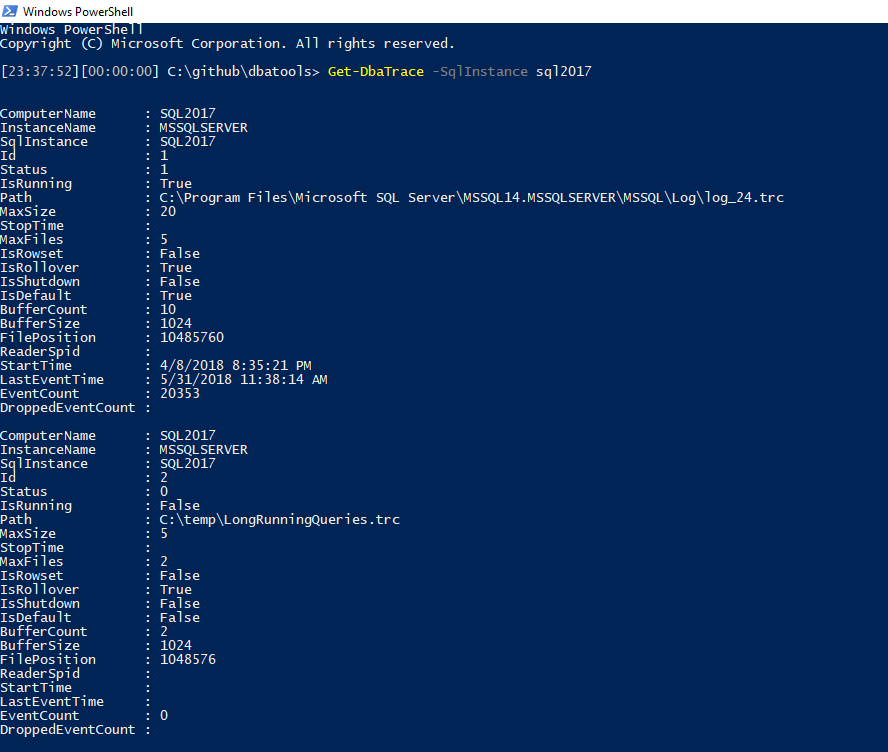 Windows PowerShell
Windows PowerShell
Copyright (C) Microsoft Corporation. All rights reserved.
[23:37:52][00:00:00] C:\github\dbatools> Get-DbaTrace -SqlInstance sql2017
ComputerName      : SQL2017
InstanceName      : MSSQLSERVER
SqlInstance       : SQL2017
Id                : 1
Status            : 1
IsRunning         : True
Path              : C:\Program Files\Microsoft SQL Server\MSSQL14.MSSQLSERVER\MSSQL\Log\log_24.trc
MaxSize           : 20
StopTime          :
MaxFiles          : 5
IsRowset          : False
IsRollover        : True
IsShutdown        : False
IsDefault         : True
BufferCount       : 10
BufferSize        : 1024
FilePosition      : 10485760
ReaderSpid        :
StartTime         : 4/8/2018 8:35:21 PM
LastEventTime     : 5/31/2018 11:38:14 AM
EventCount        : 20353
DroppedEventCount :
ComputerName      : SQL2017
InstanceName      : MSSQLSERVER
SqlInstance       : SQL2017
Id                : 2
Status            : 0
IsRunning         : False
Path              : C:\temp\LongRunningQueries.trc
MaxSize           : 5
StopTime          :
MaxFiles          : 2
IsRowset          : False
IsRollover        : True
IsShutdown        : False
IsDefault         : False
BufferCount       : 2
BufferSize        : 1024
FilePosition      : 1048576
ReaderSpid        :
StartTime         :
LastEventTime     :
EventCount        : 0
DroppedEventCount :